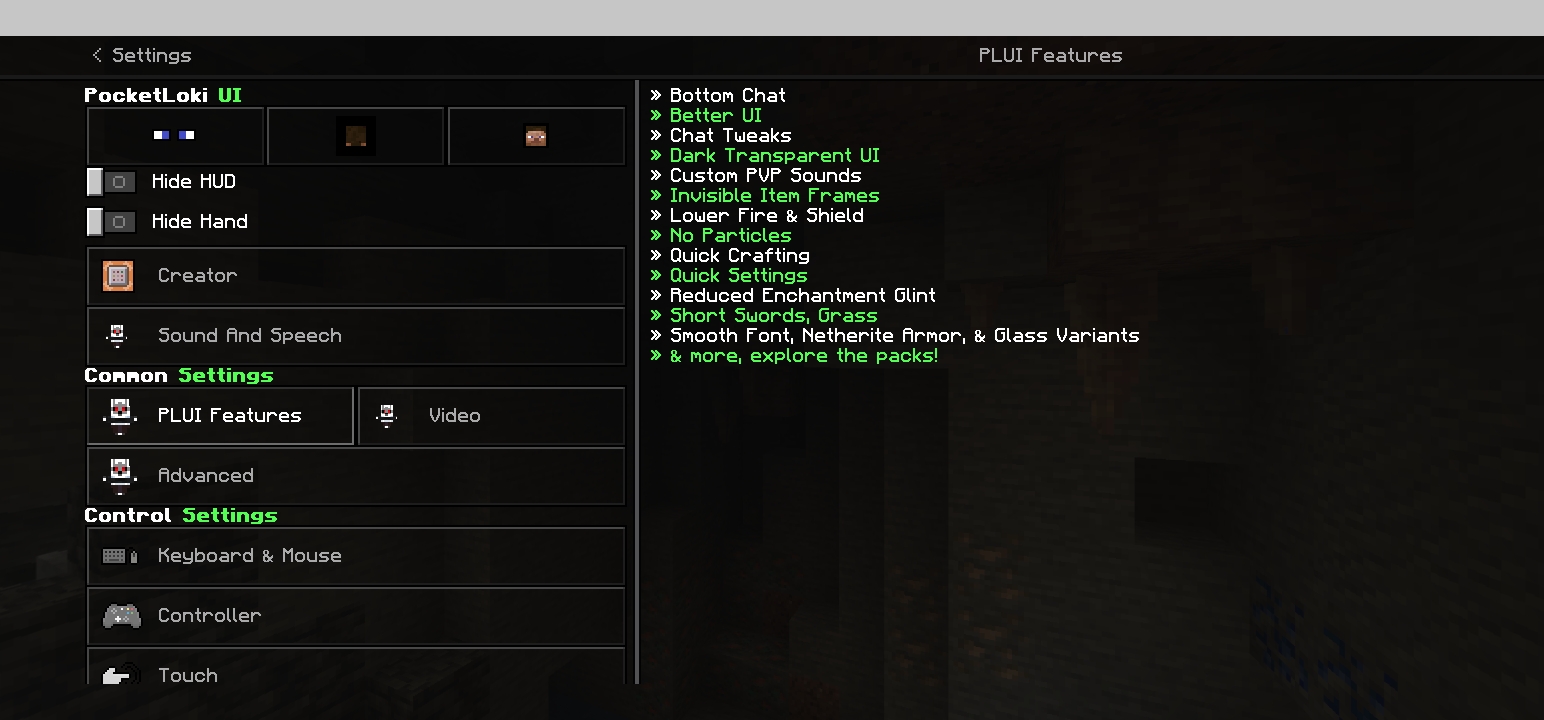 Settings
PLUI Features
PocketLoki UI
Hide HUD
Hide Hand
Creator
Sound And Speech
Common Settings
PLUI Features
Video
Advanced
Control Settings
Keyboard & Mouse
Controller
Touch
» Bottom Chat
» Better UI
» Chat Tweaks
» Dark Transparent UI
» Custom PVP Sounds
» Invisible Item Frames
» Lower Fire & Shield
» No Particles
» Quick Crafting
» Quick Settings
» Reduced Enchantment Glint
» Short Swords, Grass
» Smooth Font, Netherite Armor, & Glass Variants
» & more, explore the packs!